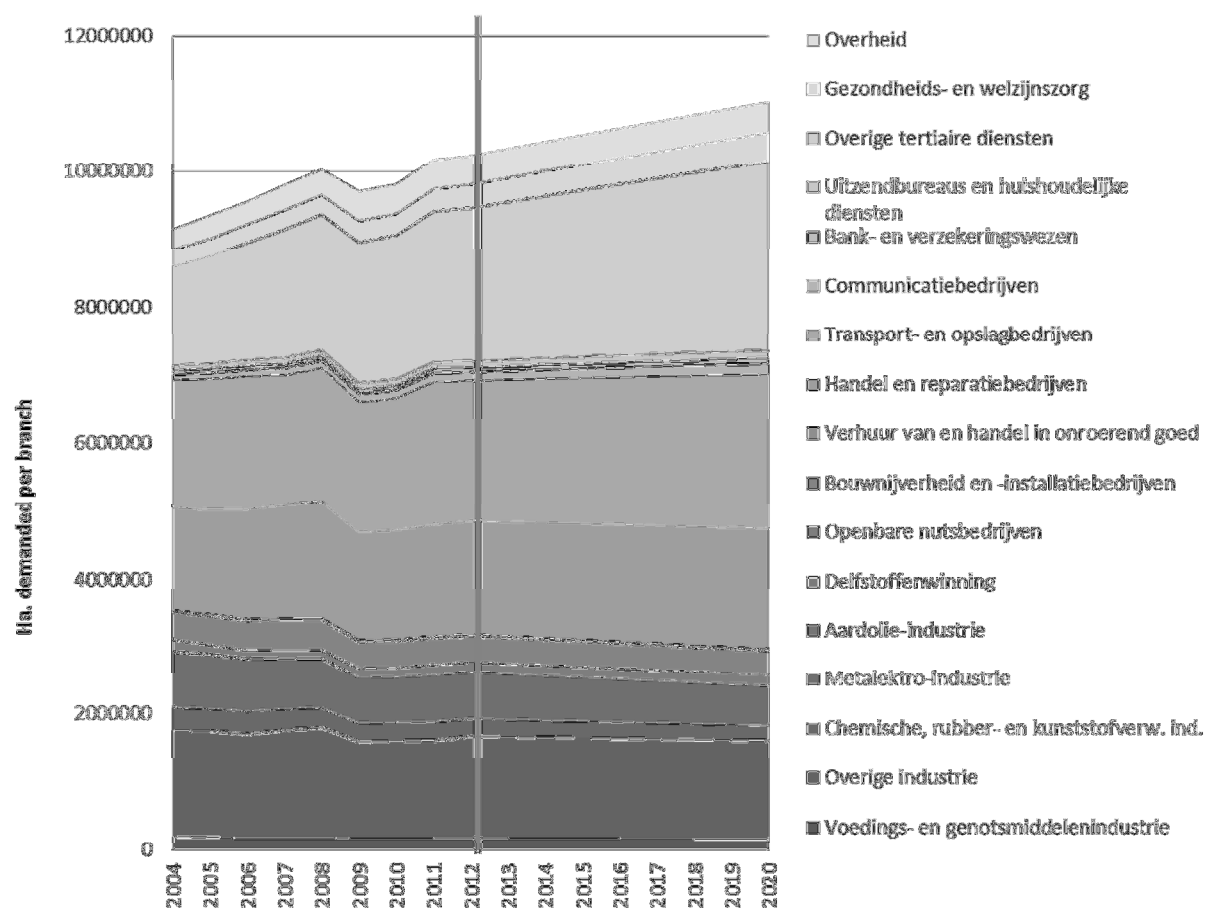 12000000
10000000
8000000
6000000
4000000
2000000
0
Ha. demanded per branch
2004
2005
2006
2007
2008
2009
2010
2011
2012
2013
2014
2015
2016
2017
2018
2019
2020
Overheid
Gezondheids- en welzijnszorg
Overige tertiaire diensten
Uitzendbureaus en huishoudelijke
diensten
Bank- en verzekeringswezen
Communicatiebedrijven
Transport- en opslagbedrijven
Handel en reparatiebedrijven
Verhuur van en handel in onroerend goed
Bouwnijverheid en -installatiebedrijven
Openbare nutsbedrijven
Delfstoffenwinning
Aardolie-industrie
Metalektro-industrie
Chemische, rubber- en kunststofverw. ind.
Overige industrie
Voedings- en genotsmiddelenindustrie